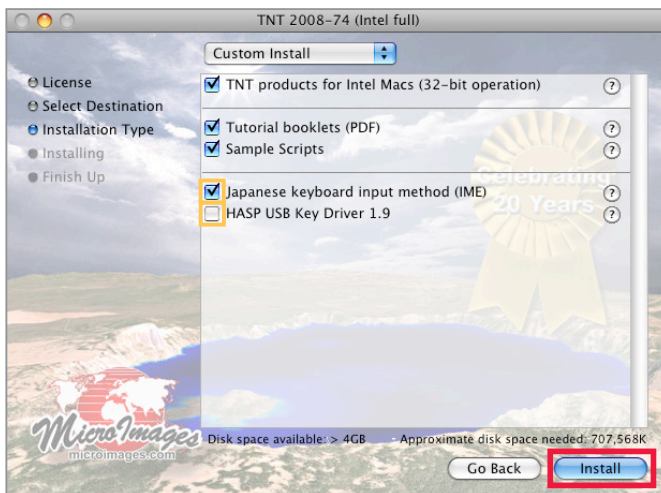 TNT 2008-74 (Intel full)
Custom Install
License
Select Destination
Installation Type
Installing
Finish Up
TNT products for Intel Macs (32-bit operation) ?
Tutorial booklets (PDF) ?
Sample Scripts ?
Japanese keyboard input method (IME) ?
HASP USB Key Driver 1.9 ?
Celebrating
20 Years
MicroImages
microimages.com
Disk space available: > 4GB - Approximate disk space needed: 707,568K
Go Back
Install